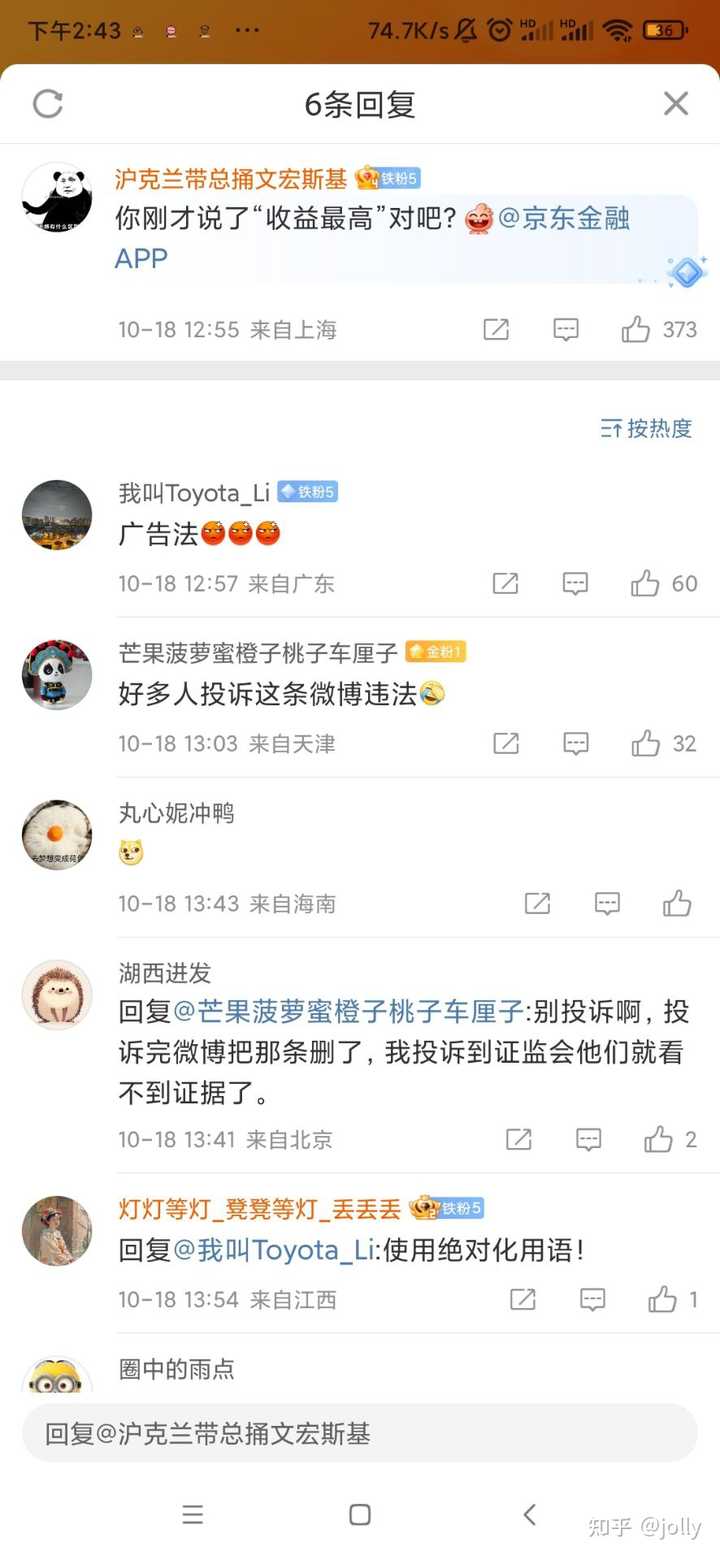 下午2:43 74.7K/s HD HD 36
6条回复
沪克兰带总捅文宏斯基 铁粉5
你刚才说了“收益最高”对吧?@京东金融
APP
10-18 12:55 来自上海 373
按热度
我叫Toyota_Li 铁粉5
广告法
10-18 12:57 来自广东 60
芒果菠萝蜜橙子桃子车厘子 金粉1
好多人投诉这条微博违法
10-18 13:03 来自天津 32
丸心妮冲鸭
10-18 13:43 来自海南
湖西进发
回复@芒果菠萝蜜橙子桃子车厘子:别投诉啊，投
诉完微博把那条删了，我投诉到证监会他们就看
不到证据了。
10-18 13:41 来自北京 2
灯灯等灯_凳凳等灯_丢丢丢 铁粉5
回复@我叫Toyota_Li:使用绝对化用语！
10-18 13:54 来自江西 1
圈中的雨点
回复@沪克兰带总捅文宏斯基
知乎 @jolly